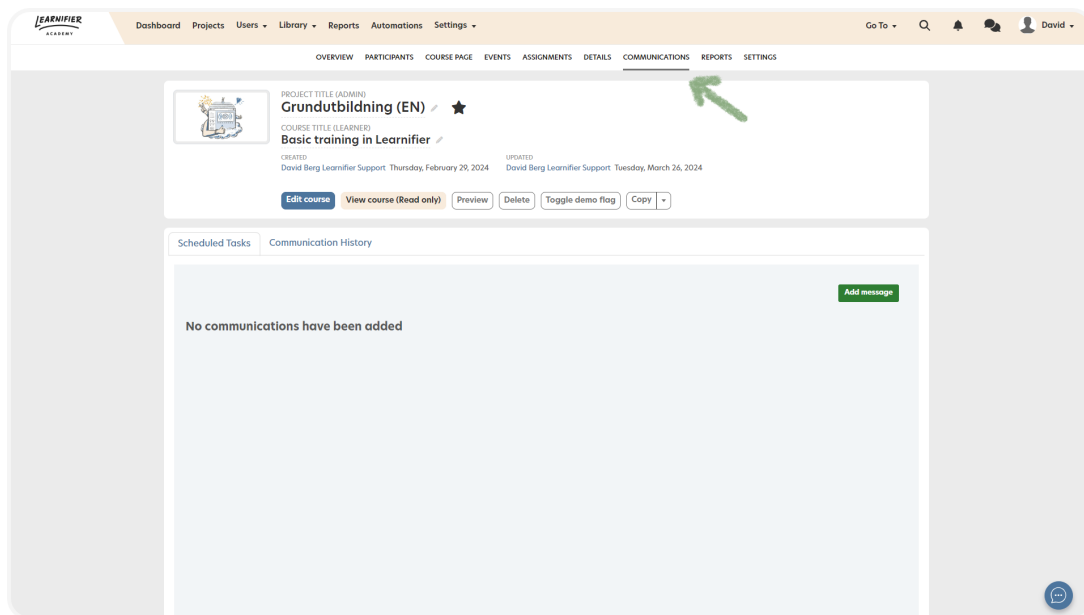 LEARNIFIER
ACADEMY
Dashboard Projects Users Library Reports Automations Settings Go To David
OVERVIEW PARTICIPANTS COURSE PAGE EVENTS ASSIGNMENTS DETAILS COMMUNICATIONS REPORTS SETTINGS
PROJECT TITLE (ADMIN)
Grundutbildning (EN)
COURSE TITLE (LEARNER)
Basic training in Learnifier
CREATED UPDATED
David Berg Learnifier Support Thursday, February 29, 2024 David Berg Learnifier Support Tuesday, March 26, 2024
Edit course View course (Read only) Preview Delete Toggle demo flag Copy
Scheduled Tasks Communication History
Add message
No communications have been added